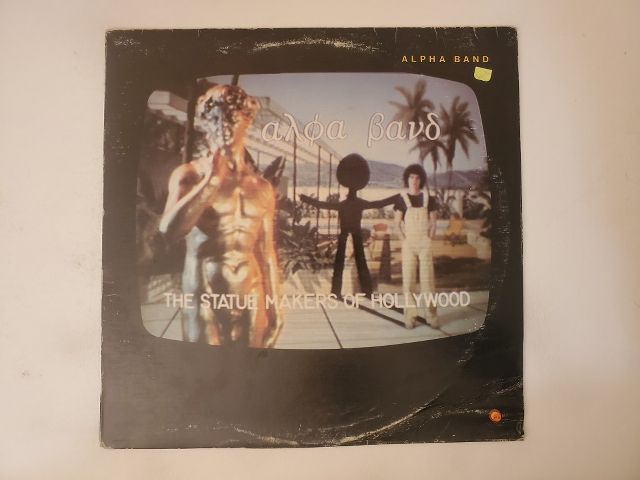 ALPHA BAND
αλφα βανδ
THE STATUE MAKERS OF HOLLYWOOD